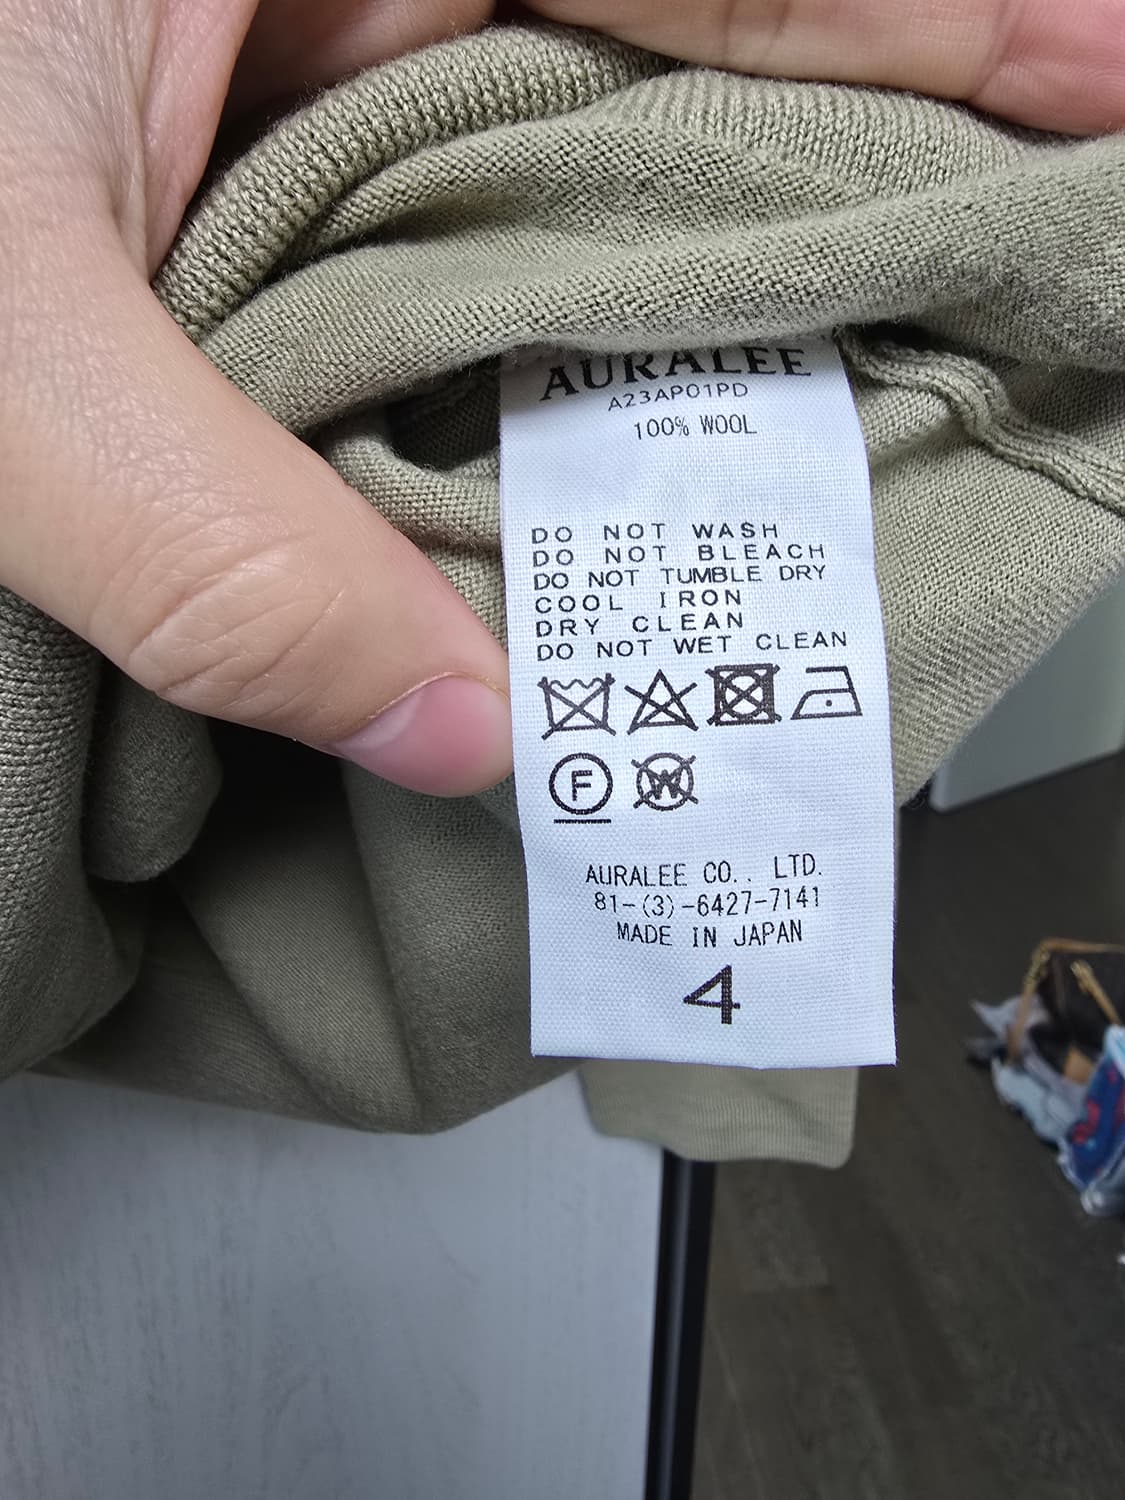 AURALEE
A23AP01PD
100% WOOL
DO NOT WASH
DO NOT BLEACH
DO NOT TUMBLE DRY
COOL IRON
DRY CLEAN
DO NOT WET CLEAN
F W
AURALEE CO., LTD.
81-(3)-6427-7141
MADE IN JAPAN
4